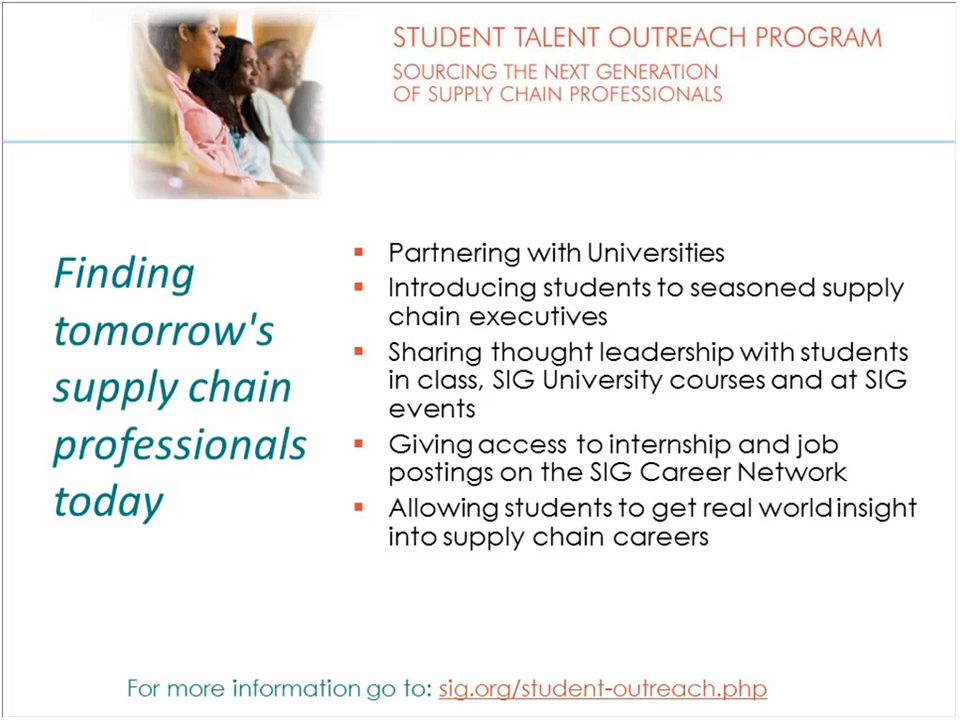 STUDENT TALENT OUTREACH PROGRAM
SOURCING THE NEXT GENERATION
OF SUPPLY CHAIN PROFESSIONALS
Finding
tomorrow's
supply chain
professionals
today
▪ Partnering with Universities
▪ Introducing students to seasoned supply
chain executives
▪ Sharing thought leadership with students
in class, SIG University courses and at SIG
events
▪ Giving access to internship and job
postings on the SIG Career Network
▪ Allowing students to get real world insight
into supply chain careers
For more information go to: sig.org/student-outreach.php